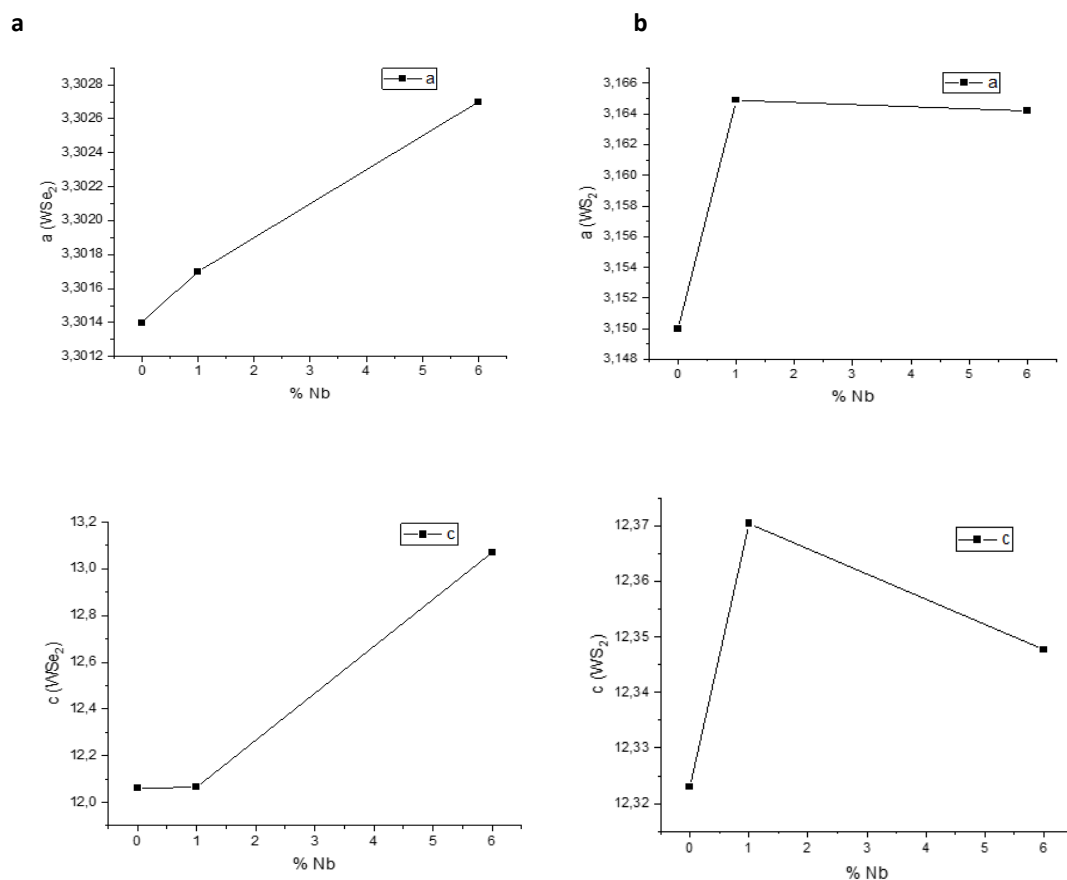 a
b
a
3,3028
3,3026
3,3024
3,3022
3,3020
3,3018
3,3016
3,3014
3,3012
a (WSe2)
0 1 2 3 4 5 6
% Nb
a
3,166
3,164
3,162
3,160
3,158
3,156
3,154
3,152
3,150
3,148
a (WS2)
0 1 2 3 4 5 6
% Nb
c
13,2
13,0
12,8
12,6
12,4
12,2
12,0
c (WSe2)
0 1 2 3 4 5 6
% Nb
c
12,37
12,36
12,35
12,34
12,33
12,32
c (WS2)
0 1 2 3 4 5 6
% Nb